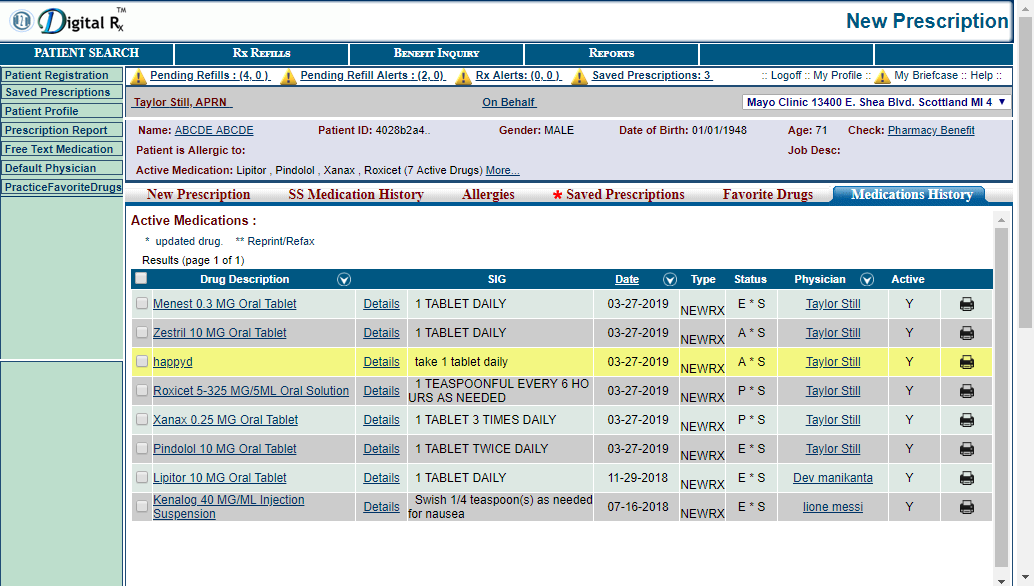 Digital Rx TM
New Prescription
PATIENT SEARCH Rx REFILLS BENEFIT INQUIRY REPORTS
Patient Registration
Saved Prescriptions
Patient Profile
Prescription Report
Free Text Medication
Default Physician
PracticeFavoriteDrugs
Pending Refills : (4, 0 ) Pending Refill Alerts : (2, 0) Rx Alerts: (0, 0 ) Saved Prescriptions: 3 :: Logoff :: My Profile :: My Briefcase :: Help ::
Taylor Still, APRN On Behalf Mayo Clinic 13400 E. Shea Blvd. Scottland MI 4
Name: ABCDE ABCDE Patient ID: 4028b2a4.. Gender: MALE Date of Birth: 01/01/1948 Age: 71 Check: Pharmacy Benefit
Patient is Allergic to: Job Desc:
Active Medication: Lipitor , Pindolol , Xanax , Roxicet (7 Active Drugs) More...
New Prescription SS Medication History Allergies * Saved Prescriptions Favorite Drugs Medications History
Active Medications :
* updated drug. ** Reprint/Refax
Results (page 1 of 1)
Drug Description SIG Date Type Status Physician Active
Menest 0.3 MG Oral Tablet Details 1 TABLET DAILY 03-27-2019 NEWRX E * S Taylor Still Y
Zestril 10 MG Oral Tablet Details 1 TABLET DAILY 03-27-2019 NEWRX A * S Taylor Still Y
happyd Details take 1 tablet daily 03-27-2019 NEWRX A * S Taylor Still Y
Roxicet 5-325 MG/5ML Oral Solution Details 1 TEASPOONFUL EVERY 6 HO
URS AS NEEDED 03-27-2019 NEWRX P * S Taylor Still Y
Xanax 0.25 MG Oral Tablet Details 1 TABLET 3 TIMES DAILY 03-27-2019 NEWRX P * S Taylor Still Y
Pindolol 10 MG Oral Tablet Details 1 TABLET TWICE DAILY 03-27-2019 NEWRX E * S Taylor Still Y
Lipitor 10 MG Oral Tablet Details 1 TABLET DAILY 11-29-2018 NEWRX E * S Dev manikanta Y
Kenalog 40 MG/ML Injection
Suspension Details Swish 1/4 teaspoon(s) as needed
for nausea 07-16-2018 NEWRX E * S lione messi Y